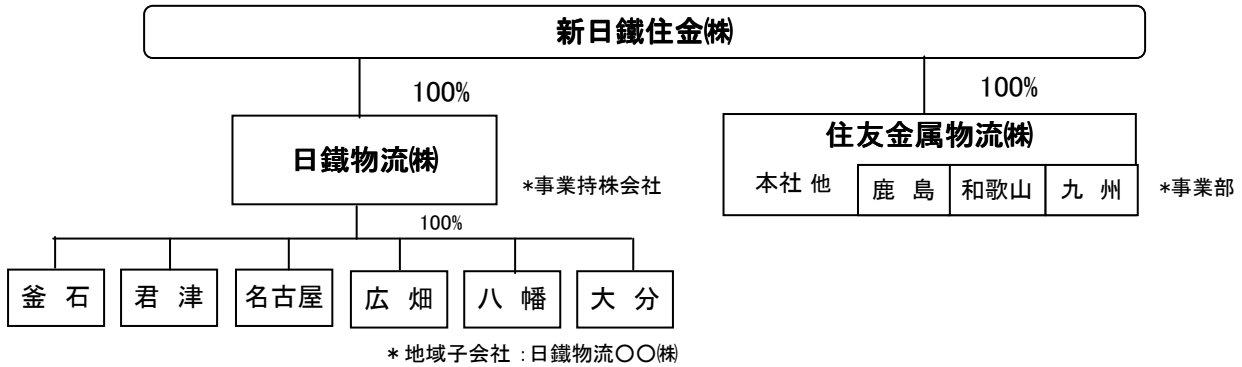 新日鐵住金㈱
100%
100%
日鐵物流㈱
*事業持株会社
住友金属物流㈱
本社 他
鹿 島
和歌山
九 州
*事業部
100%
釜 石
君 津
名古屋
広 畑
八 幡
大 分
* 地域子会社 : 日鐵物流〇〇㈱